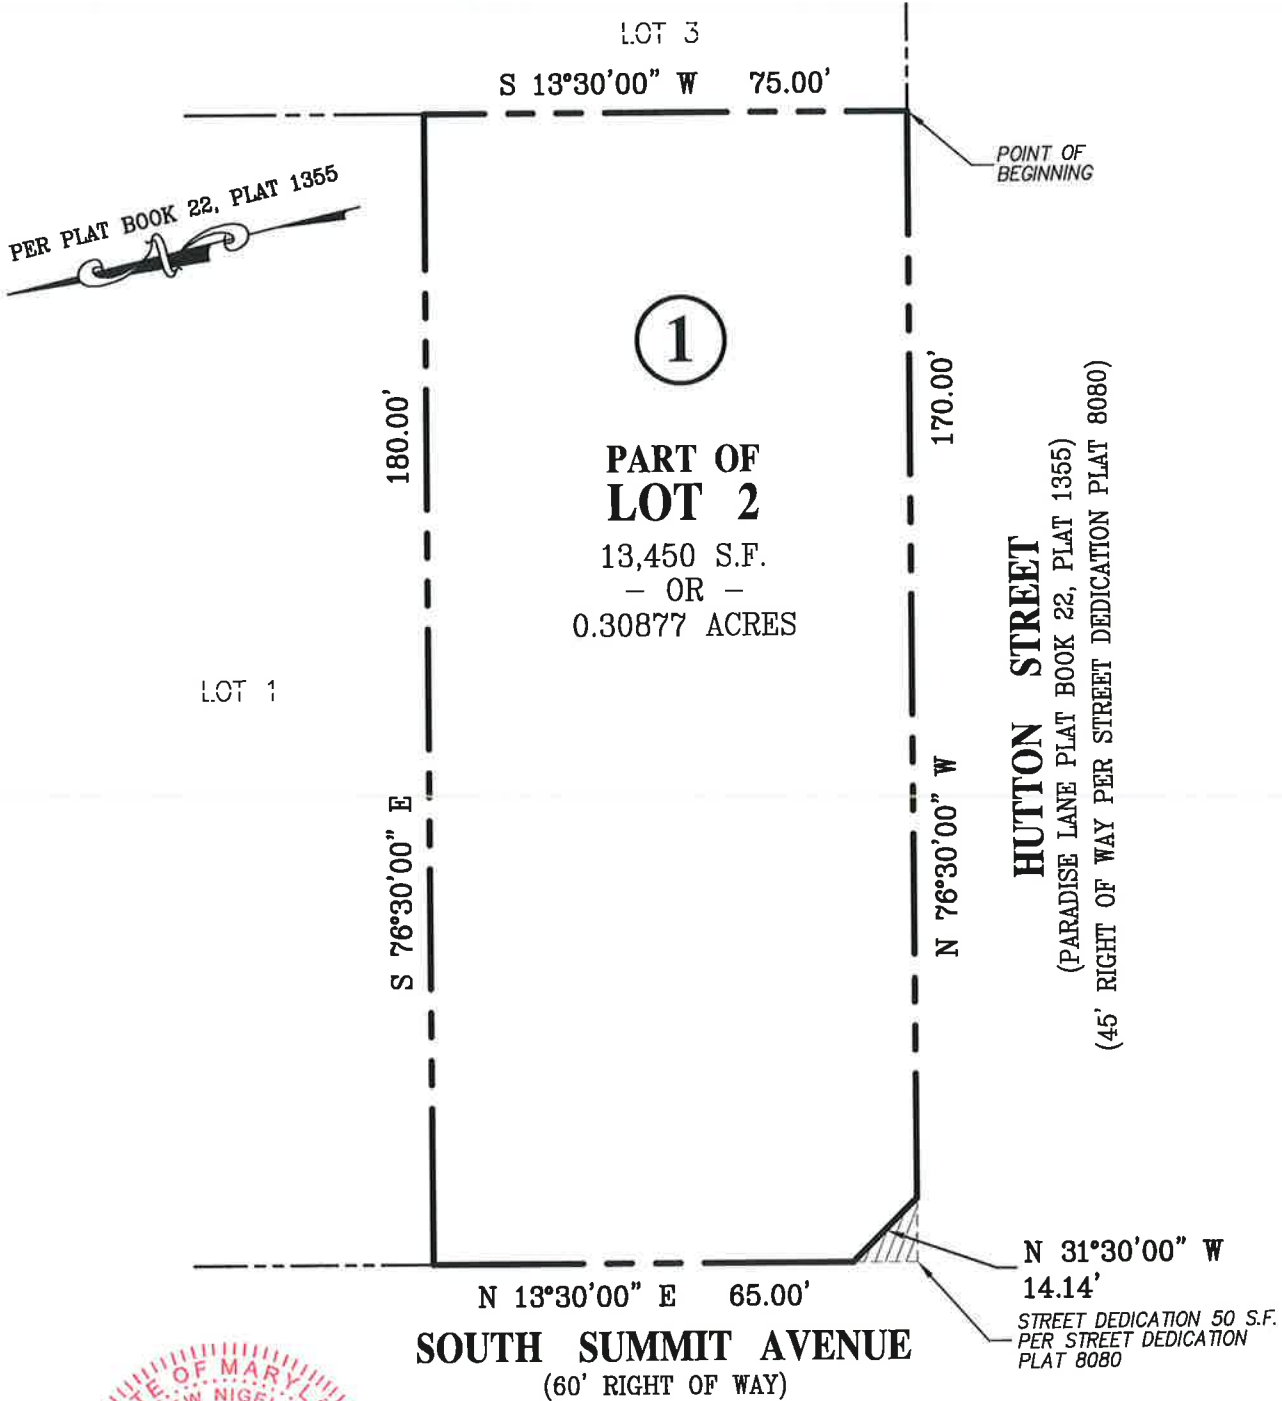 LOT 3
S 13°30'00" W 75.00'
POINT OF
BEGINNING
PER PLAT BOOK 22, PLAT 1355
1
180.00'
170.00'
PART OF
LOT 2
13,450 S.F.
- OR -
0.30877 ACRES
LOT 1
S 76°30'00" E
N 76°30'00" W
HUTTON STREET
(PARADISE LANE PLAT BOOK 22, PLAT 1355)
(45' RIGHT OF WAY PER STREET DEDICATION PLAT 8080)
N 31°30'00" W
14.14'
N 13°30'00" E 65.00'
STREET DEDICATION 50 S.F.
PER STREET DEDICATION
PLAT 8080
SOUTH SUMMIT AVENUE
(60' RIGHT OF WAY)
OF